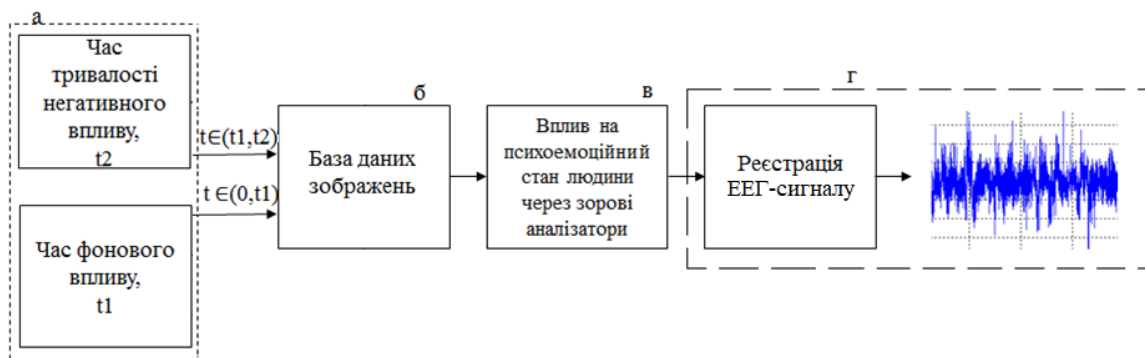 а
Час
тривалості
негативного
впливу,
t2
t∈(t1,t2)
t ∈(0,t1)
Час фонового
впливу,
t1
б
База даних
зображень
в
Вплив на
психоемоційний
стан людини
через зорові
аналізатори
г
Реєстрація
ЕЕГ-сигналу